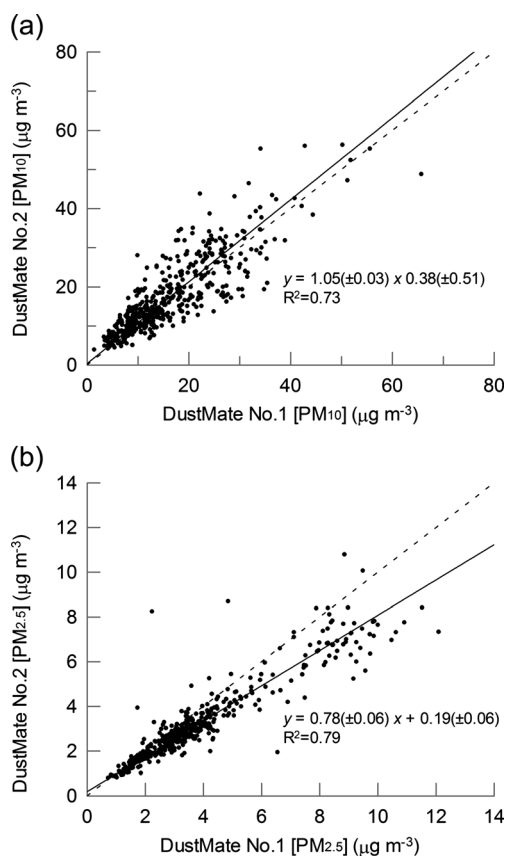 (a)
80
60
40
20
0
DustMate No.2 [PM10] (µg m-3)
y = 1.05(±0.03) x 0.38(±0.51)
R2=0.73
0 20 40 60 80
DustMate No.1 [PM10] (µg m-3)
(b)
14
12
10
8
6
4
2
0
DustMate No.2 [PM2.5] (µg m-3)
y = 0.78(±0.06) x + 0.19(±0.06)
R2=0.79
0 2 4 6 8 10 12 14
DustMate No.1 [PM2.5] (µg m-3)